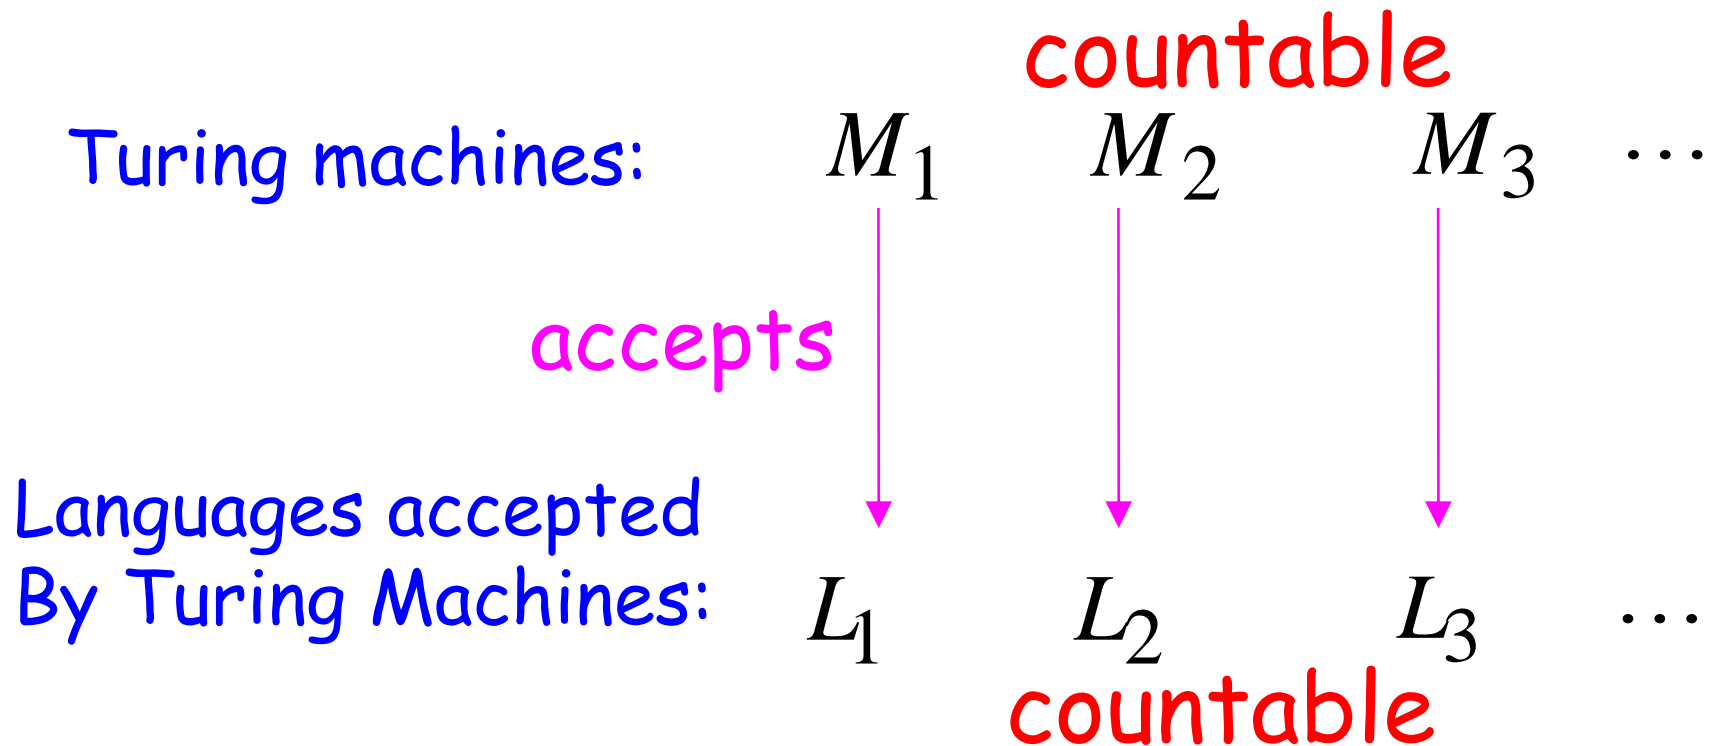 countable
Turing machines: M1 M2 M3 ⋯
accepts
Languages accepted
By Turing Machines: L1 L2 L3 ⋯
countable